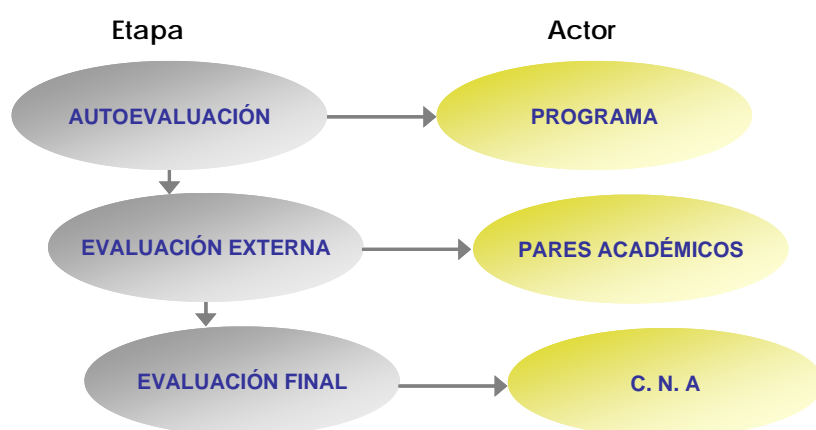 Etapa Actor
AUTOEVALUACIÓN PROGRAMA
EVALUACIÓN EXTERNA PARES ACADÉMICOS
EVALUACIÓN FINAL C. N. A